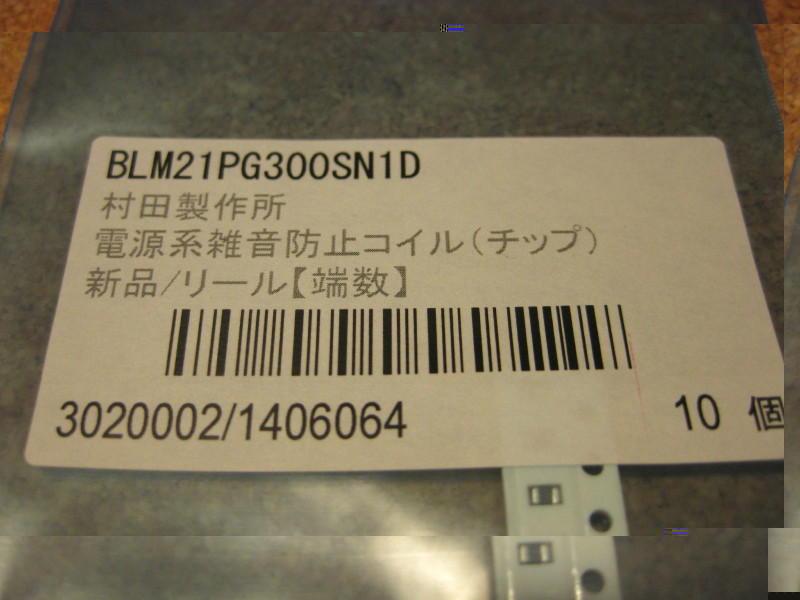 BLM21PG300SN1D
村田製作所
電源系雑音防止コイル(チップ)
新品/リール【端数】
3020002/1406064
10 個